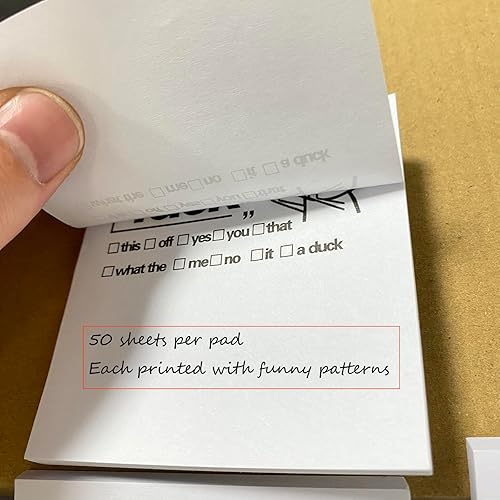 ☐this ☐off ☐yes ☐you ☐that
☐what the ☐me ☐no ☐it ☐a duck
50 sheets per pad
Each printed with funny patterns